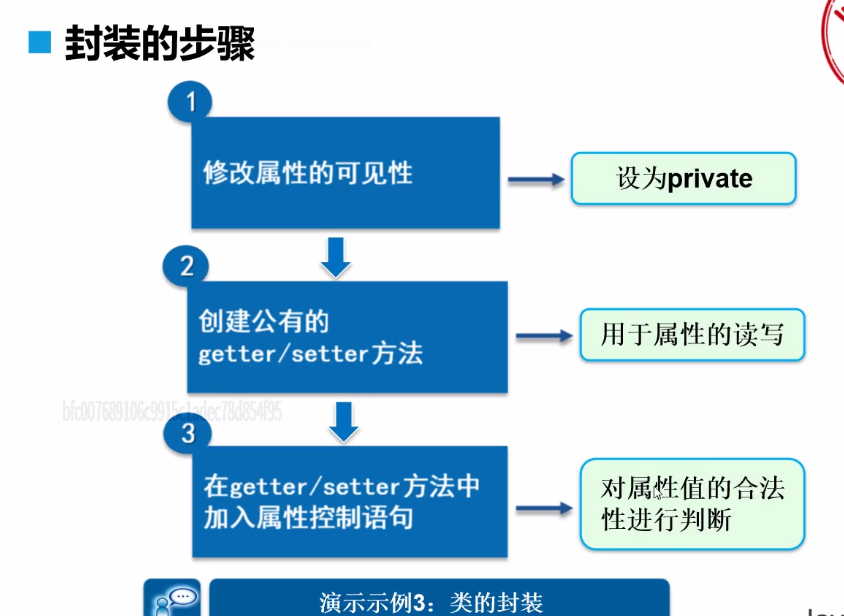 封装的步骤
1
修改属性的可见性
设为private
2
创建公有的
getter/setter方法
用于属性的读写
bfc007689106c9915c1adec78d854f95
3
在getter/setter方法中
加入属性控制语句
对属性值的合法
性进行判断
演示示例3：类的封装